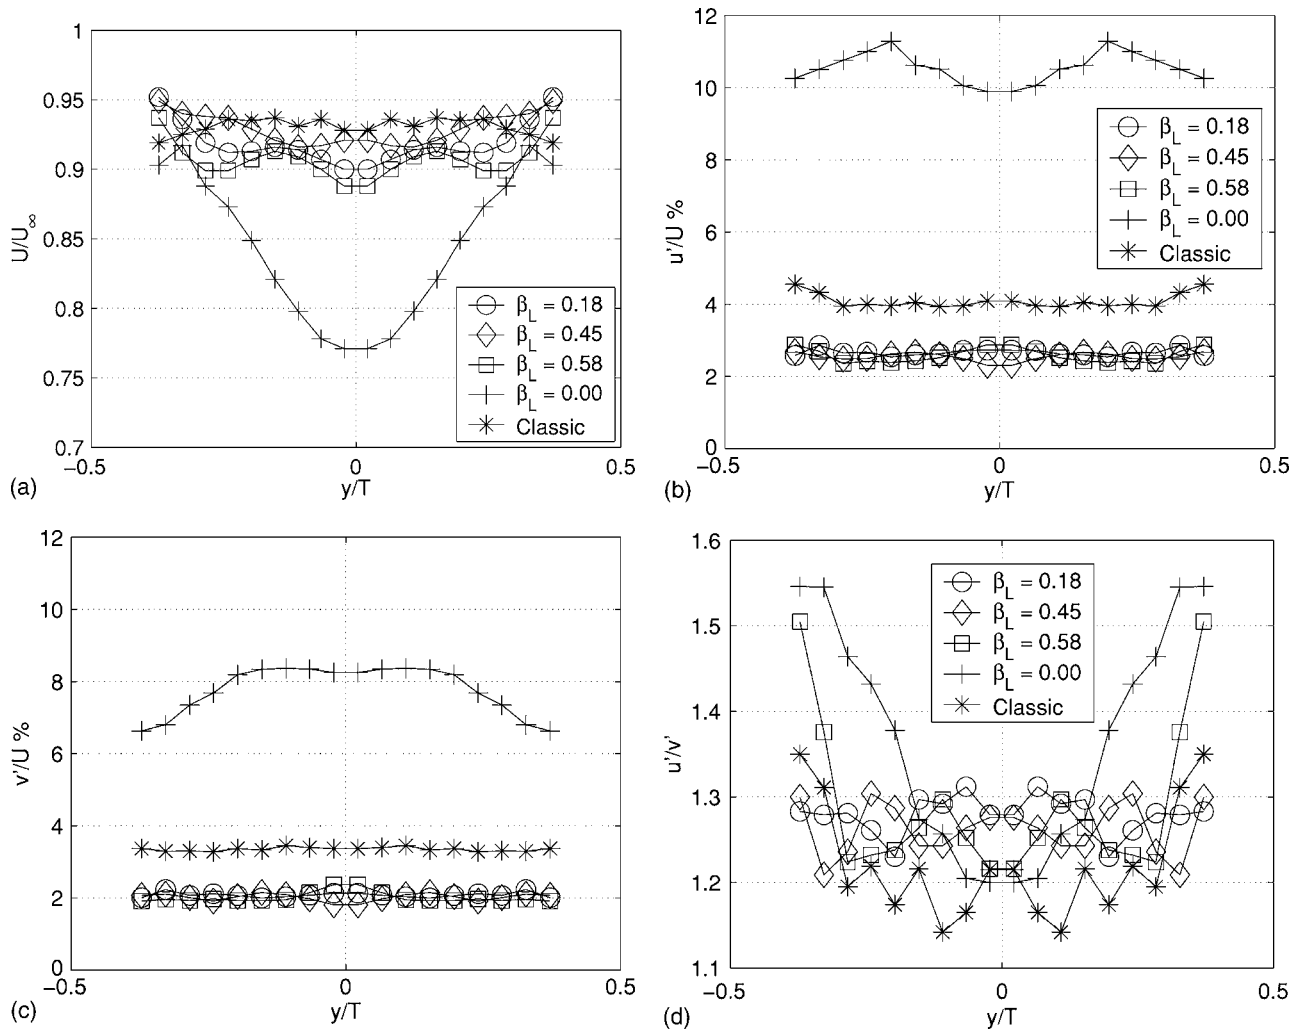 1
0.95
0.9
0.85
0.8
0.75
0.7
U/U∞
−0.5
0
0.5
y/T
(a)
β_L = 0.18
β_L = 0.45
β_L = 0.58
β_L = 0.00
Classic
12
10
8
6
4
2
0
u'/U %
−0.5
0
0.5
y/T
(b)
β_L = 0.18
β_L = 0.45
β_L = 0.58
β_L = 0.00
Classic
12
10
8
6
4
2
0
v'/U %
−0.5
0
0.5
y/T
(c)
1.6
1.5
1.4
1.3
1.2
1.1
u'/v'
−0.5
0
0.5
y/T
(d)
β_L = 0.18
β_L = 0.45
β_L = 0.58
β_L = 0.00
Classic